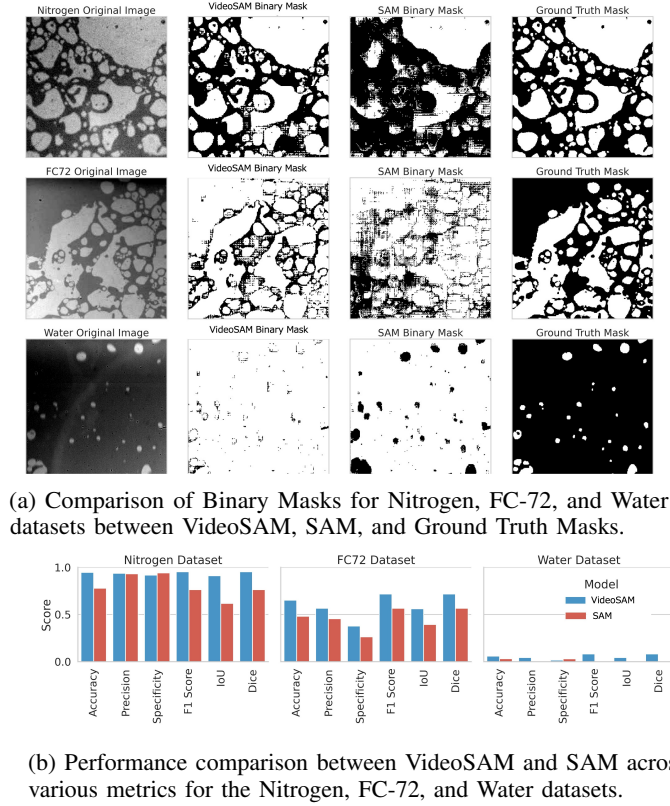 Nitrogen Original Image VideoSAM Binary Mask SAM Binary Mask Ground Truth Mask
FC72 Original Image VideoSAM Binary Mask SAM Binary Mask Ground Truth Mask
Water Original Image VideoSAM Binary Mask SAM Binary Mask Ground Truth Mask
(a) Comparison of Binary Masks for Nitrogen, FC-72, and Water
datasets between VideoSAM, SAM, and Ground Truth Masks.
Nitrogen Dataset FC72 Dataset Water Dataset
1.0
0.5
0.0
Score
Model
VideoSAM
SAM
Accuracy Precision Specificity F1 Score IoU Dice
Accuracy Precision Specificity F1 Score IoU Dice
Accuracy Precision Specificity F1 Score IoU Dice
(b) Performance comparison between VideoSAM and SAM acros
various metrics for the Nitrogen, FC-72, and Water datasets.